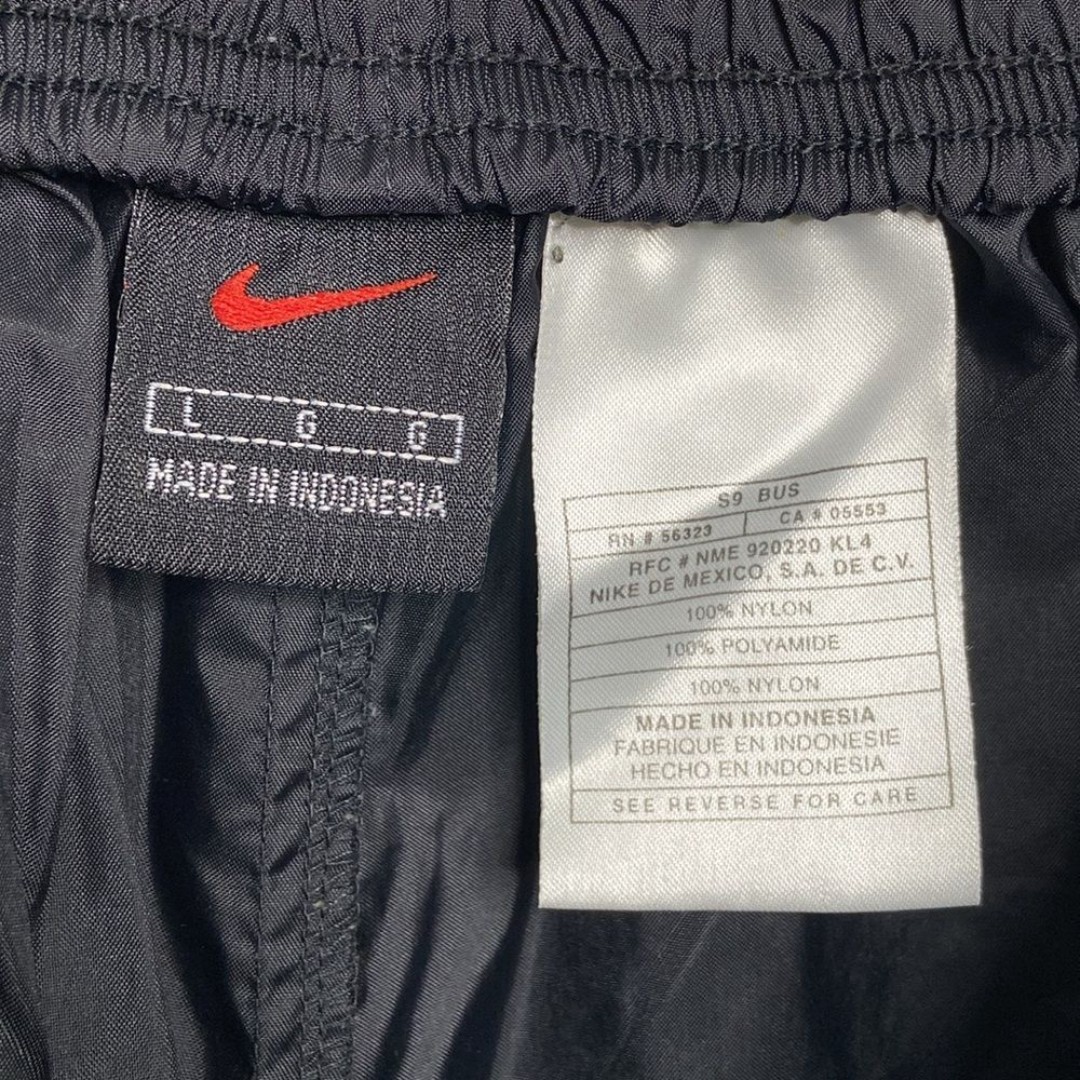 L G G
MADE IN INDONESIA
S9 BUS
RN # 56323 CA # 05553
RFC # NME 920220 KL4
NIKE DE MEXICO, S.A. DE C.V.
100% NYLON
100% POLYAMIDE
100% NYLON
MADE IN INDONESIA
FABRIQUE EN INDONESIE
HECHO EN INDONESIA
SEE REVERSE FOR CARE